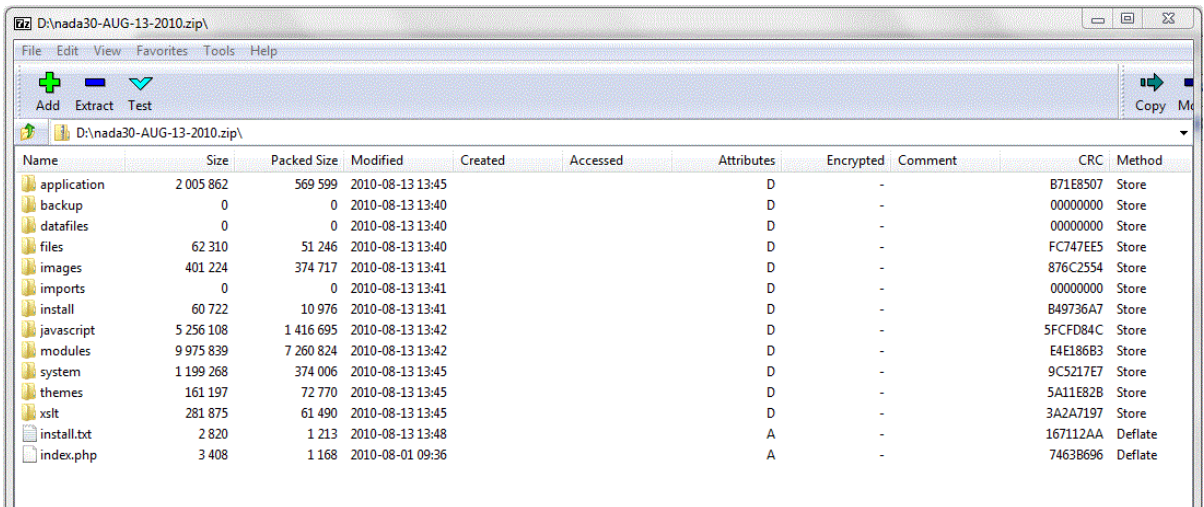 D:\nada30-AUG-13-2010.zip\
File Edit View Favorites Tools Help
Add Extract Test Copy
D:\nada30-AUG-13-2010.zip\
Name Size Packed Size Modified Created Accessed Attributes Encrypted Comment CRC Method
application 2 005 862 569 599 2010-08-13 13:45 D - B71E8507 Store
backup 0 0 2010-08-13 13:40 D - 00000000 Store
datafiles 0 0 2010-08-13 13:40 D - 00000000 Store
files 62 310 51 246 2010-08-13 13:40 D - FC747EE5 Store
images 401 224 374 717 2010-08-13 13:41 D - 876C2554 Store
imports 0 0 2010-08-13 13:41 D - 00000000 Store
install 60 722 10 976 2010-08-13 13:41 D - B49736A7 Store
javascript 5 256 108 1 416 695 2010-08-13 13:42 D - 5FCFD84C Store
modules 9 975 839 7 260 824 2010-08-13 13:42 D - E4E186B3 Store
system 1 199 268 374 006 2010-08-13 13:45 D - 9C5217E7 Store
themes 161 197 72 770 2010-08-13 13:45 D - 5A11E82B Store
xslt 281 875 61 490 2010-08-13 13:45 D - 3A2A7197 Store
install.txt 2 820 1 213 2010-08-13 13:48 A - 167112AA Deflate
index.php 3 408 1 168 2010-08-01 09:36 A - 7463B696 Deflate